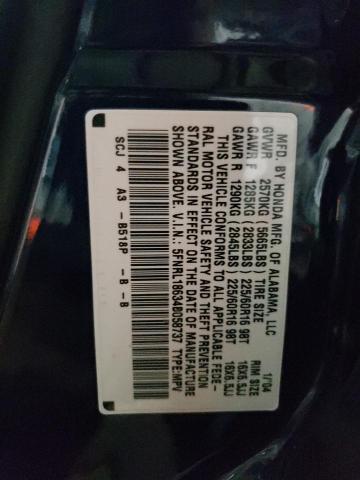 MFD. BY HONDA MFG. OF ALABAMA, LLC 1/'04
GVWR 2570KG (5665LBS) TIRE SIZE RIM SIZE
GAWR F 1285KG (2833LBS) 225/60R16 98T 16X6.5JJ
GAWR R 1290KG (2845LBS) 225/60R16 98T 16X6.5JJ
THIS VEHICLE CONFORMS TO ALL APPLICABLE FEDE-
RAL MOTOR VEHICLE SAFETY AND THEFT PREVENTION
STANDARDS IN EFFECT ON THE DATE OF MANUFACTURE
SHOWN ABOVE. V.I.N.: 5FNRL18634B058737 TYPE:MPV
SCJ 4 A3 -B518P -B -B